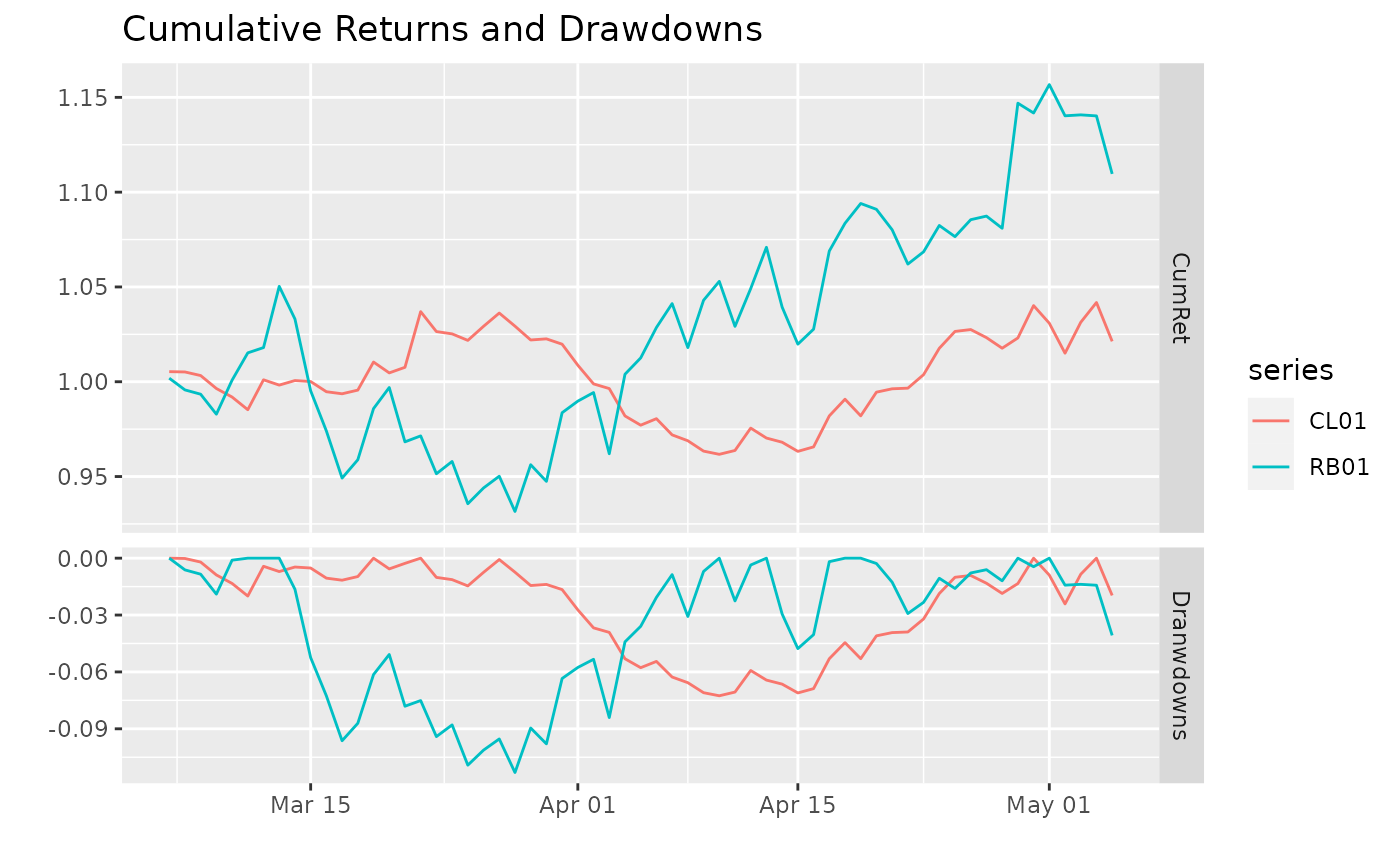 Cumulative Returns and Drawdowns
1.15
1.10
1.05
1.00
0.95
CumRet
0.00
-0.03
-0.06
-0.09
Dranwdowns
Mar 15
Apr 01
Apr 15
May 01
series
CL01
RB01